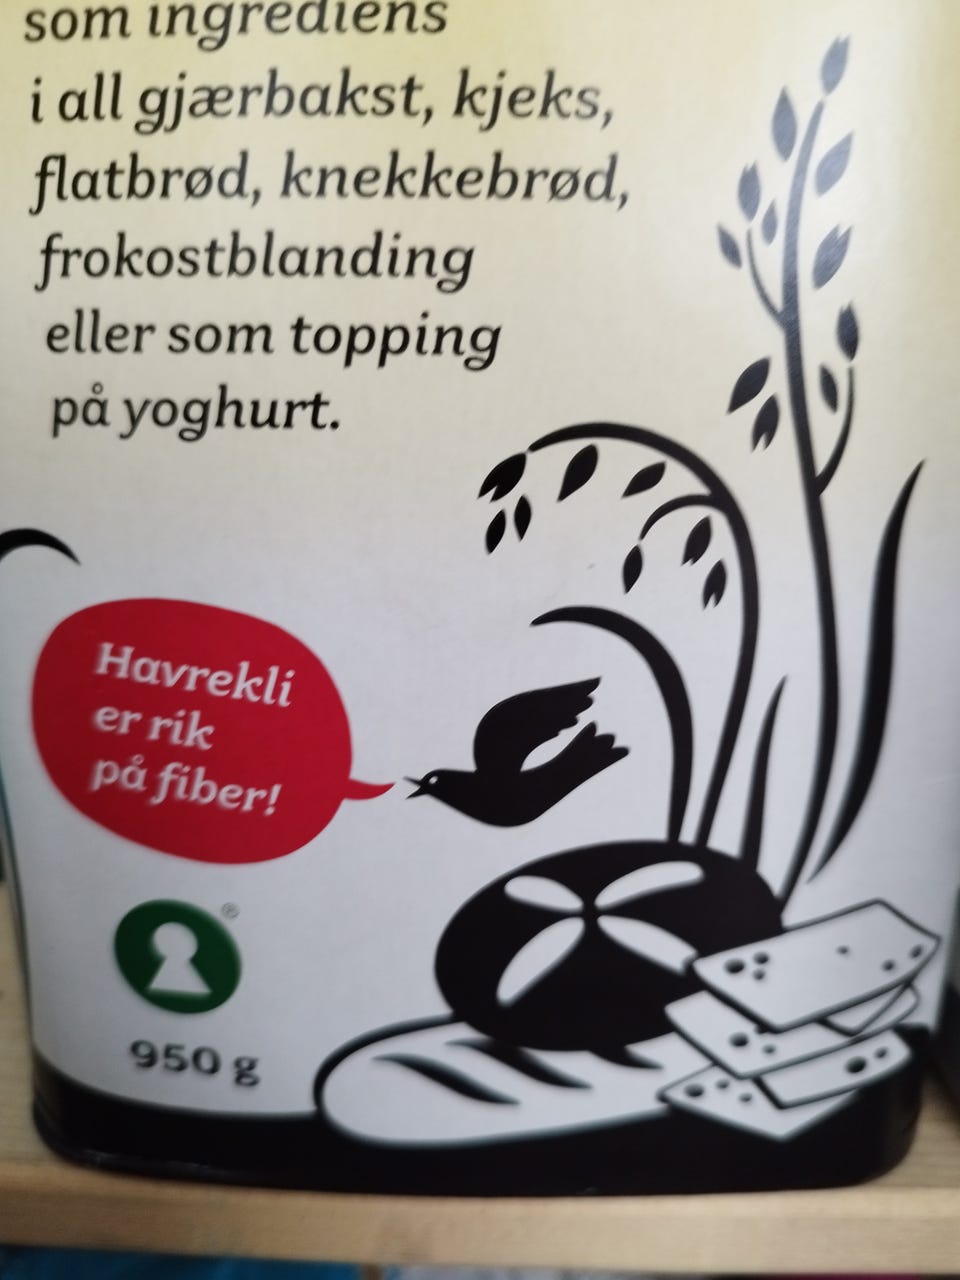 som ingrediens
i all gjærbakst, kjeks,
flatbrød, knekkebrød,
frokostblanding
eller som topping
på yoghurt.
Havrekli
er rik
på fiber!
®
950 g